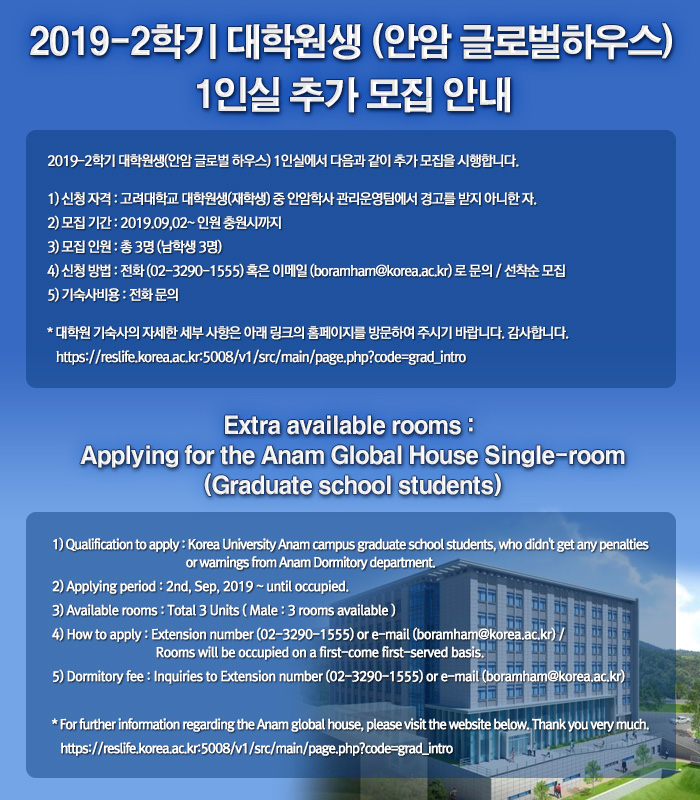 2019-2학기 대학원생 (안암 글로벌하우스)
1인실 추가 모집 안내
2019-2학기 대학원생(안암 글로벌 하우스) 1인실에서 다음과 같이 추가 모집을 시행합니다.
1) 신청 자격 : 고려대학교 대학원생(재학생) 중 안암학사 관리운영팀에서 경고를 받지 아니한 자.
2) 모집 기간 : 2019.09.02~ 인원 충원시까지
3) 모집 인원 : 총 3명 (남학생 3명)
4) 신청 방법 : 전화 (02-3290-1555) 혹은 이메일 (boramham@korea.ac.kr) 로 문의 / 선착순 모집
5) 기숙사비용 : 전화 문의
* 대학원 기숙사의 자세한 세부 사항은 아래 링크의 홈페이지를 방문하여 주시기 바랍니다. 감사합니다.
https://reslife.korea.ac.kr:5008/v1/src/main/page.php?code=grad_intro
Extra available rooms :
Applying for the Anam Global House Single-room
(Graduate school students)
1) Qualification to apply : Korea University Anam campus graduate school students, who didn't get any penalties
or warnings from Anam Dormitory department.
2) Applying period : 2nd, Sep, 2019 ~ until occupied.
3) Available rooms : Total 3 Units ( Male : 3 rooms available )
4) How to apply : Extension number (02-3290-1555) or e-mail (boramham@korea.ac.kr) /
Rooms will be occupied on a first-come first-served basis.
5) Dormitory fee : Inquiries to Extension number (02-3290-1555) or e-mail (boramham@korea.ac.kr)
* For further information regarding the Anam global house, please visit the website below. Thank you very much.
https://reslife.korea.ac.kr:5008/v1/src/main/page.php?code=grad_intro